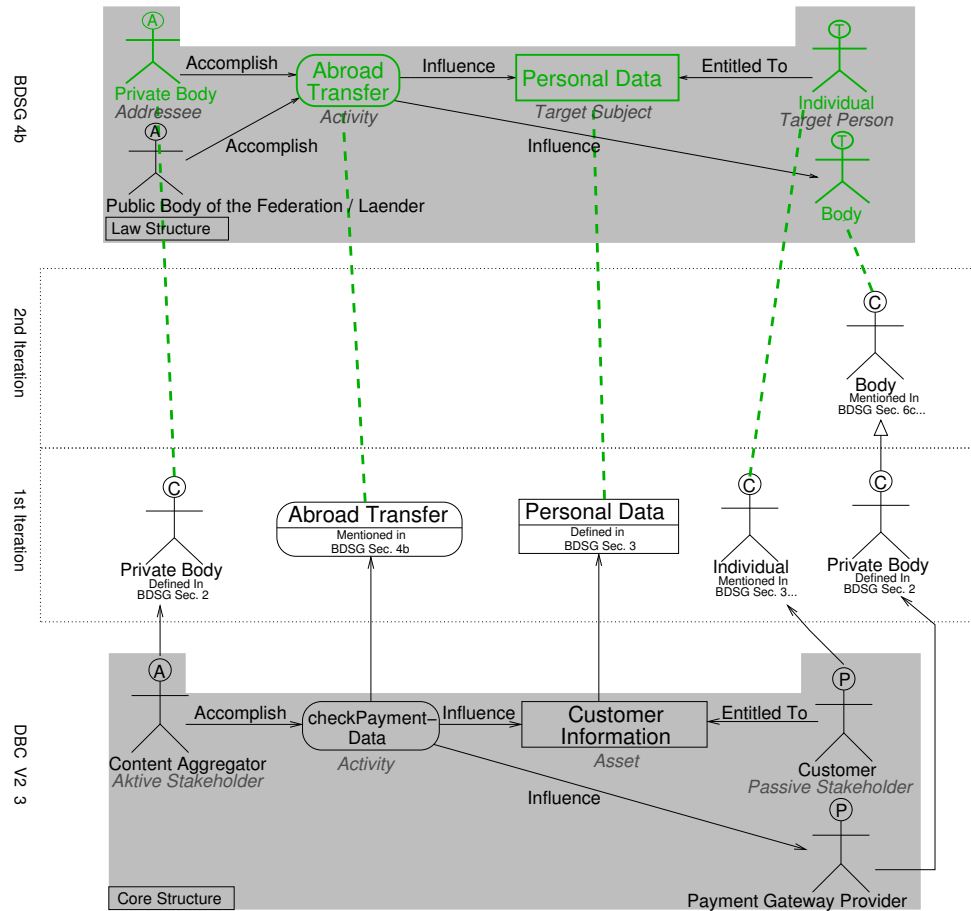 BDSG 4b
A
T
Accomplish
Abroad
Transfer
Influence
Personal Data
Entitled To
Private Body
Addressee
Activity
Target Subject
Individual
Target Person
A
Accomplish
Influence
T
Public Body of the Federation / Laender
Body
Law Structure
2nd Iteration
C
Body
Mentioned In
BDSG Sec. 6c...
1st Iteration
C
Private Body
Defined In
BDSG Sec. 2
Abroad Transfer
Mentioned in
BDSG Sec. 4b
Personal Data
Defined in
BDSG Sec. 3
C
Individual
Mentioned In
BDSG Sec. 3...
C
Private Body
Defined In
BDSG Sec. 2
DBC V2 3
A
P
Accomplish
checkPayment–
Data
Influence
Customer
Information
Entitled To
Content Aggregator
Aktive Stakeholder
Activity
Asset
Customer
Passive Stakeholder
Influence
P
Core Structure
Payment Gateway Provider